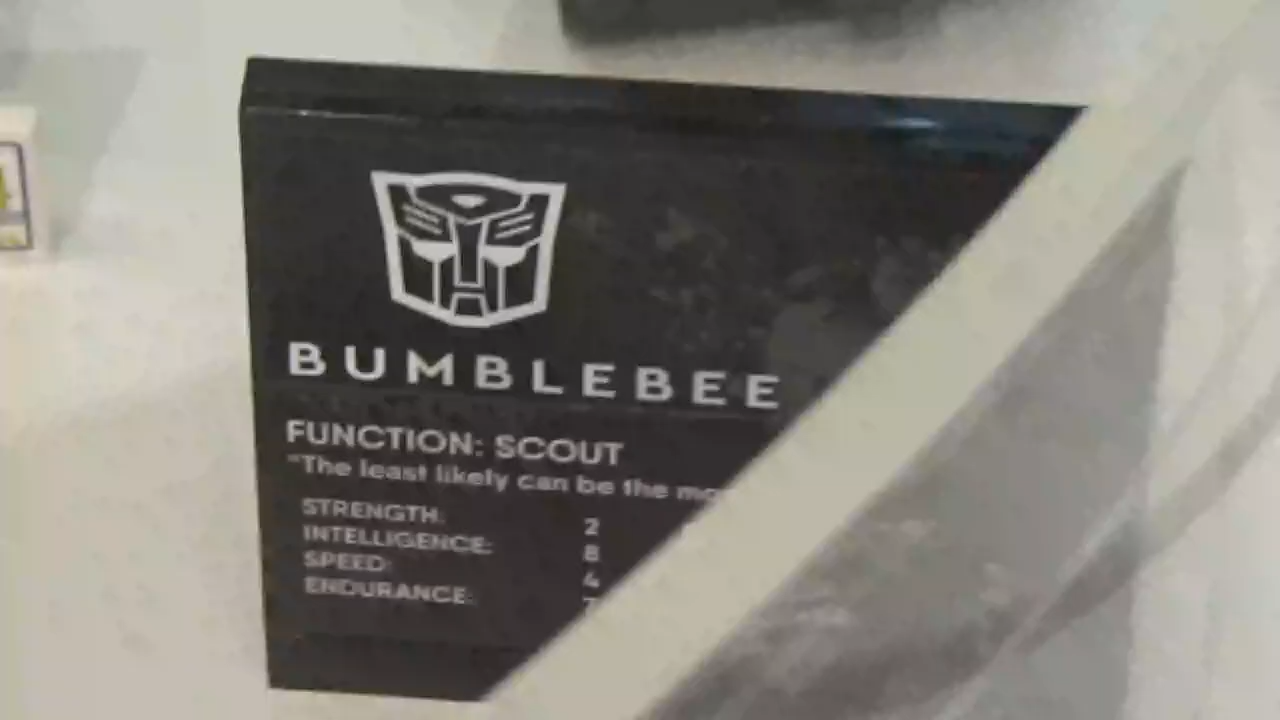 BUMBLEBEE
FUNCTION: SCOUT
"The least likely can be the
STRENGTH: 2
INTELLIGENCE: 8
SPEED: 4
ENDURANCE: